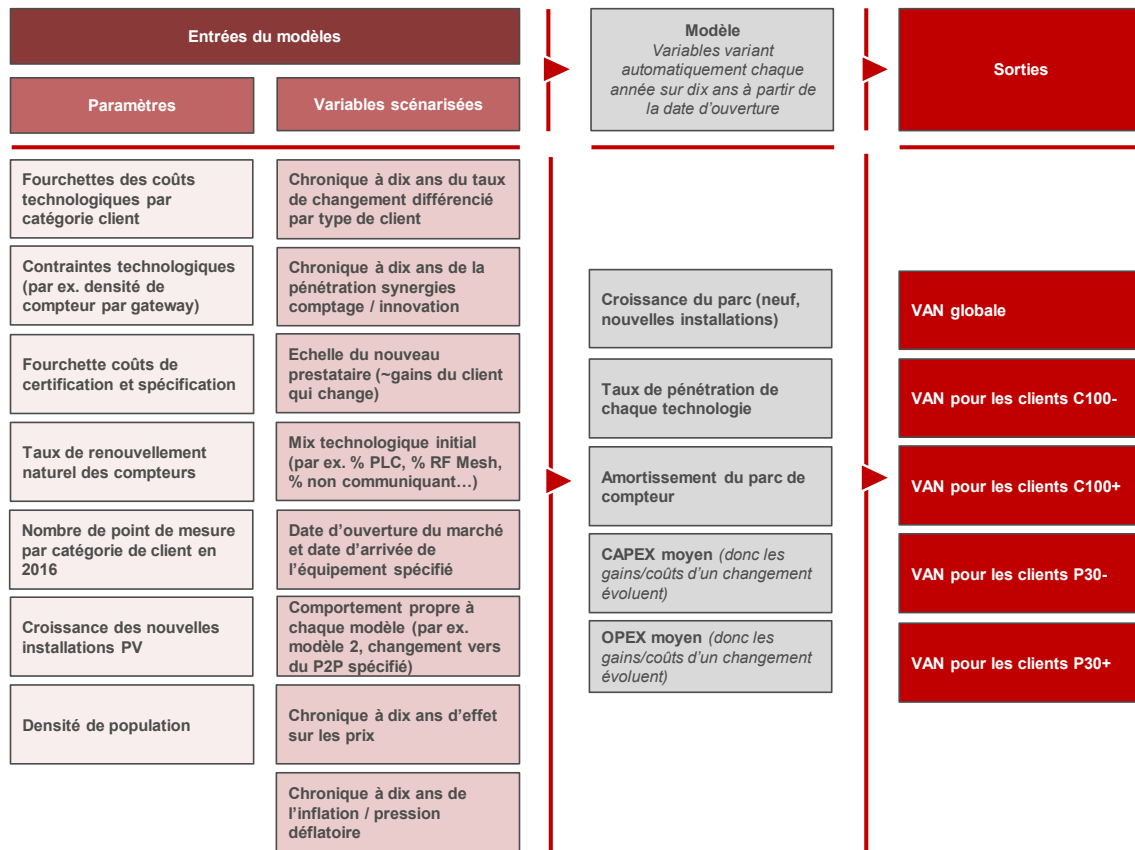 Entrées du modèles
Paramètres
Variables scénarisées
Modèle
Variables variant
automatiquement chaque
année sur dix ans à partir de
la date d'ouverture
Sorties
Fourchettes des coûts
technologiques par
catégorie client
Contraintes technologiques
(par ex. densité de
compteur par gateway)
Fourchette coûts de
certification et spécification
Taux de renouvellement
naturel des compteurs
Nombre de point de mesure
par catégorie de client en
2016
Croissance des nouvelles
installations PV
Densité de population
Chronique à dix ans du taux
de changement différencié
par type de client
Chronique à dix ans de la
pénétration synergies
comptage / innovation
Echelle du nouveau
prestataire (~gains du client
qui change)
Mix technologique initial
(par ex. % PLC, % RF Mesh,
% non communiquant…)
Date d'ouverture du marché
et date d'arrivée de
l'équipement spécifié
Comportement propre à
chaque modèle (par ex.
modèle 2, changement vers
du P2P spécifié)
Chronique à dix ans d'effet
sur les prix
Chronique à dix ans de
l'inflation / pression
déflatoire
Croissance du parc (neuf,
nouvelles installations)
Taux de pénétration de
chaque technologie
Amortissement du parc de
compteur
CAPEX moyen (donc les
gains/coûts d'un changement
évoluent)
OPEX moyen (donc les
gains/coûts d'un changement
évoluent)
VAN globale
VAN pour les clients C100-
VAN pour les clients C100+
VAN pour les clients P30-
VAN pour les clients P30+